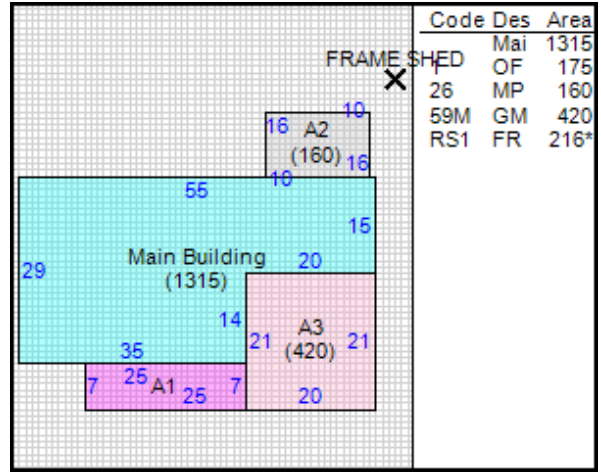 Code Des Area
Mai 1315
1 OF 175
26 MP 160
59M GM 420
RS1 FR 216*
FRAME SHED
10
16 A2
(160) 16
10
55
15
Main Building 20
29 (1315)
14
A3
21 (420) 21
35
25
7 A1 25 7
20